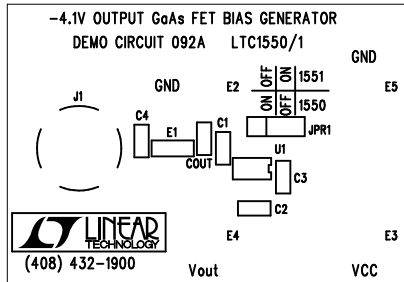 -4.1V OUTPUT GaAs FET BIAS GENERATOR
DEMO CIRCUIT 092A LTC1550/1
GND
OFF ON 1551
ON OFF 1550
GND E2 E5
J1
C4 E1 C1 JPR1
COUT U1
C3
C2
LT LINEAR
TECHNOLOGY
E4 E3
(408) 432-1900
Vout VCC